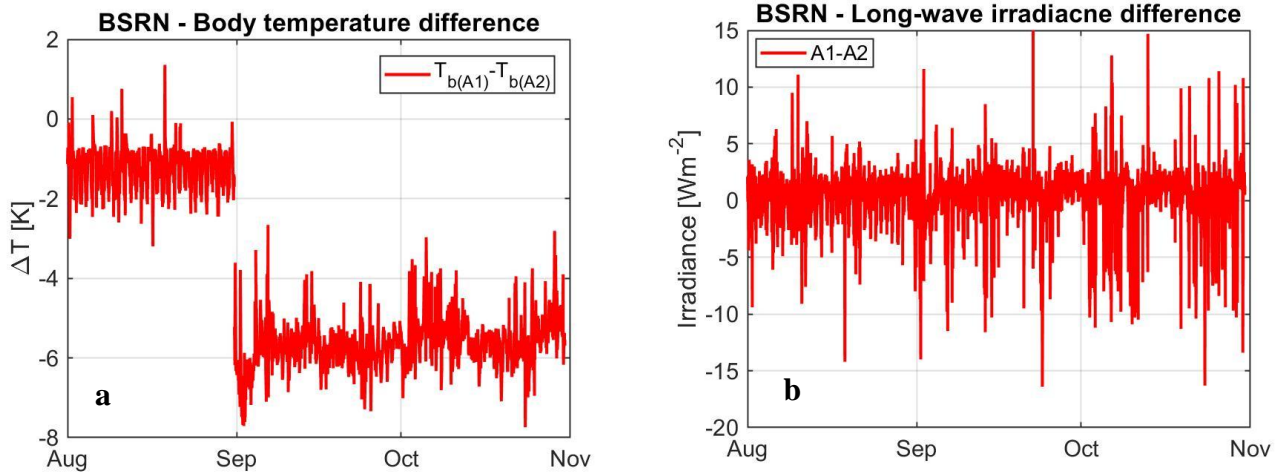 BSRN - Body temperature difference
2
0
-2
-4
-6
-8
ΔT [K]
T_b(A1)-T_b(A2)
a
Aug
Sep
Oct
Nov
BSRN - Long-wave irradiacne difference
15
10
5
0
-5
-10
-15
-20
Irradiance [Wm⁻²]
A1-A2
b
Aug
Sep
Oct
Nov